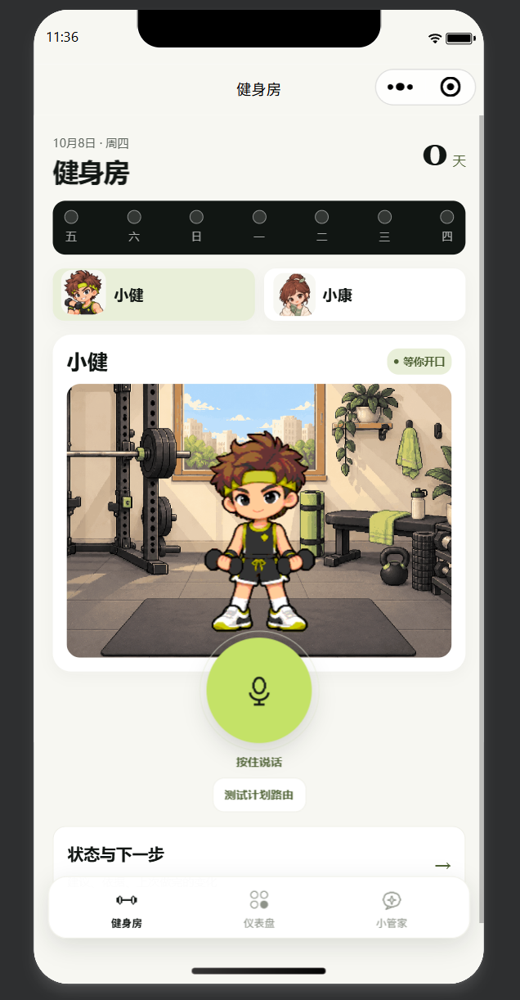 11:36
健身房
10月8日 · 周四
健身房
0 天
五 六 日 一 二 三 四
小健
小康
小健
等你开口
按住说话
测试计划路由
状态与下一步
→
健身房 仪表盘 小管家